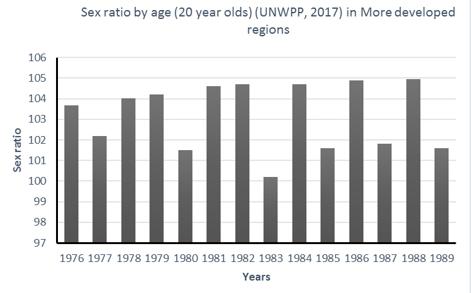 Sex ratio by age (20 year olds) (UNWPP, 2017) in More developed
regions
106
105
104
103
102
101
100
99
98
97
Sex ratio
1976 1977 1978 1979 1980 1981 1982 1983 1984 1985 1986 1987 1988 1989
Years